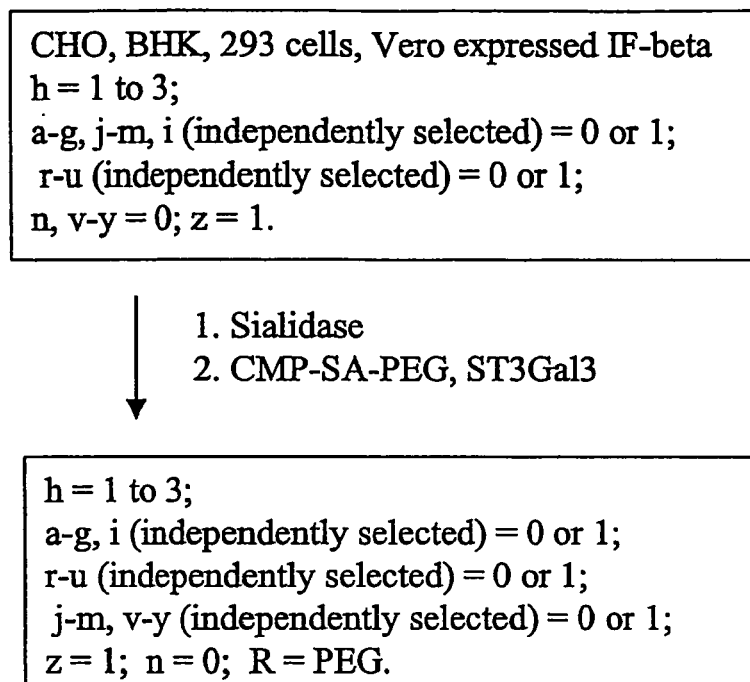 CHO, BHK, 293 cells, Vero expressed IF-beta
h = 1 to 3;
a-g, j-m, i (independently selected) = 0 or 1;
r-u (independently selected) = 0 or 1;
n, v-y = 0; z = 1.
1. Sialidase
2. CMP-SA-PEG, ST3Gal3
h = 1 to 3;
a-g, i (independently selected) = 0 or 1;
r-u (independently selected) = 0 or 1;
j-m, v-y (independently selected) = 0 or 1;
z = 1; n = 0; R = PEG.